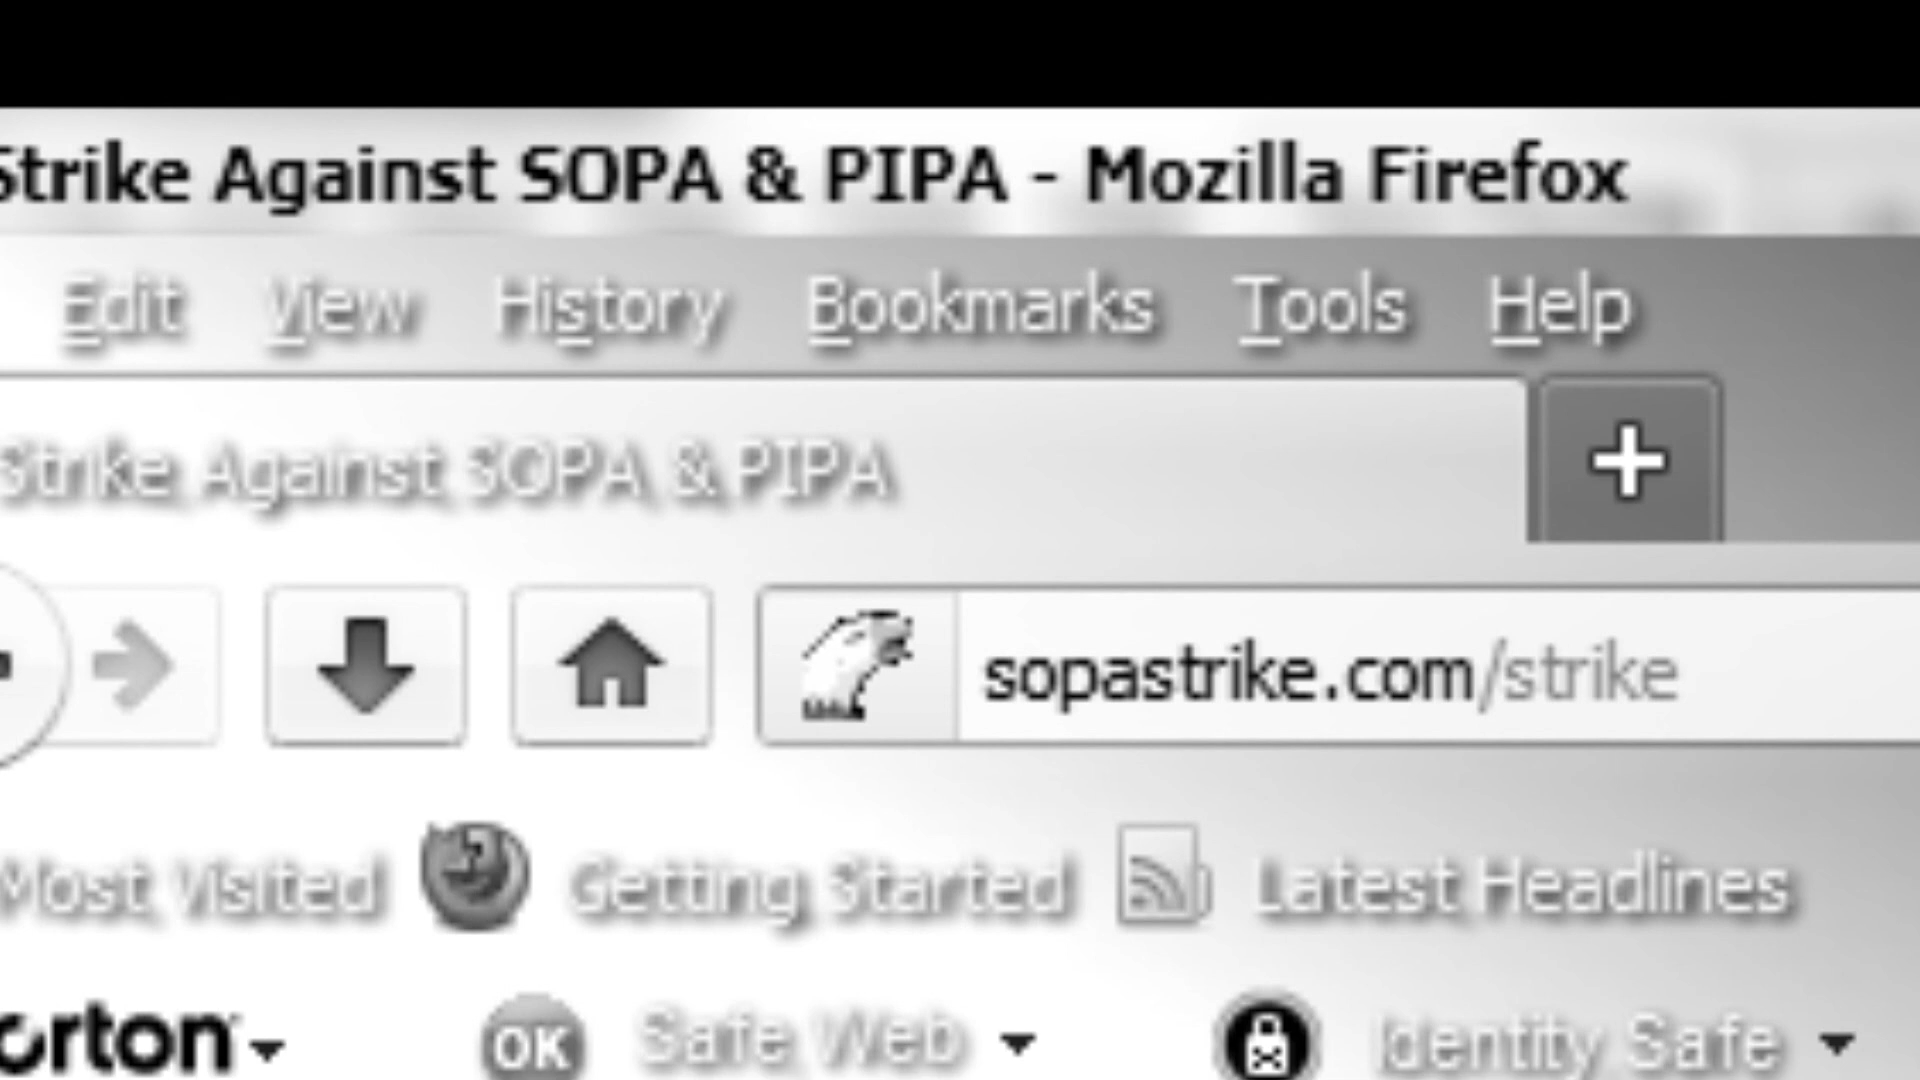 Strike Against SOPA & PIPA - Mozilla Firefox
Edit View History Bookmarks Tools Help
Strike Against SOPA & PIPA
sopastrike.com/strike
Most Visited Getting Started Latest Headlines
orton OK Safe Web Identity Safe